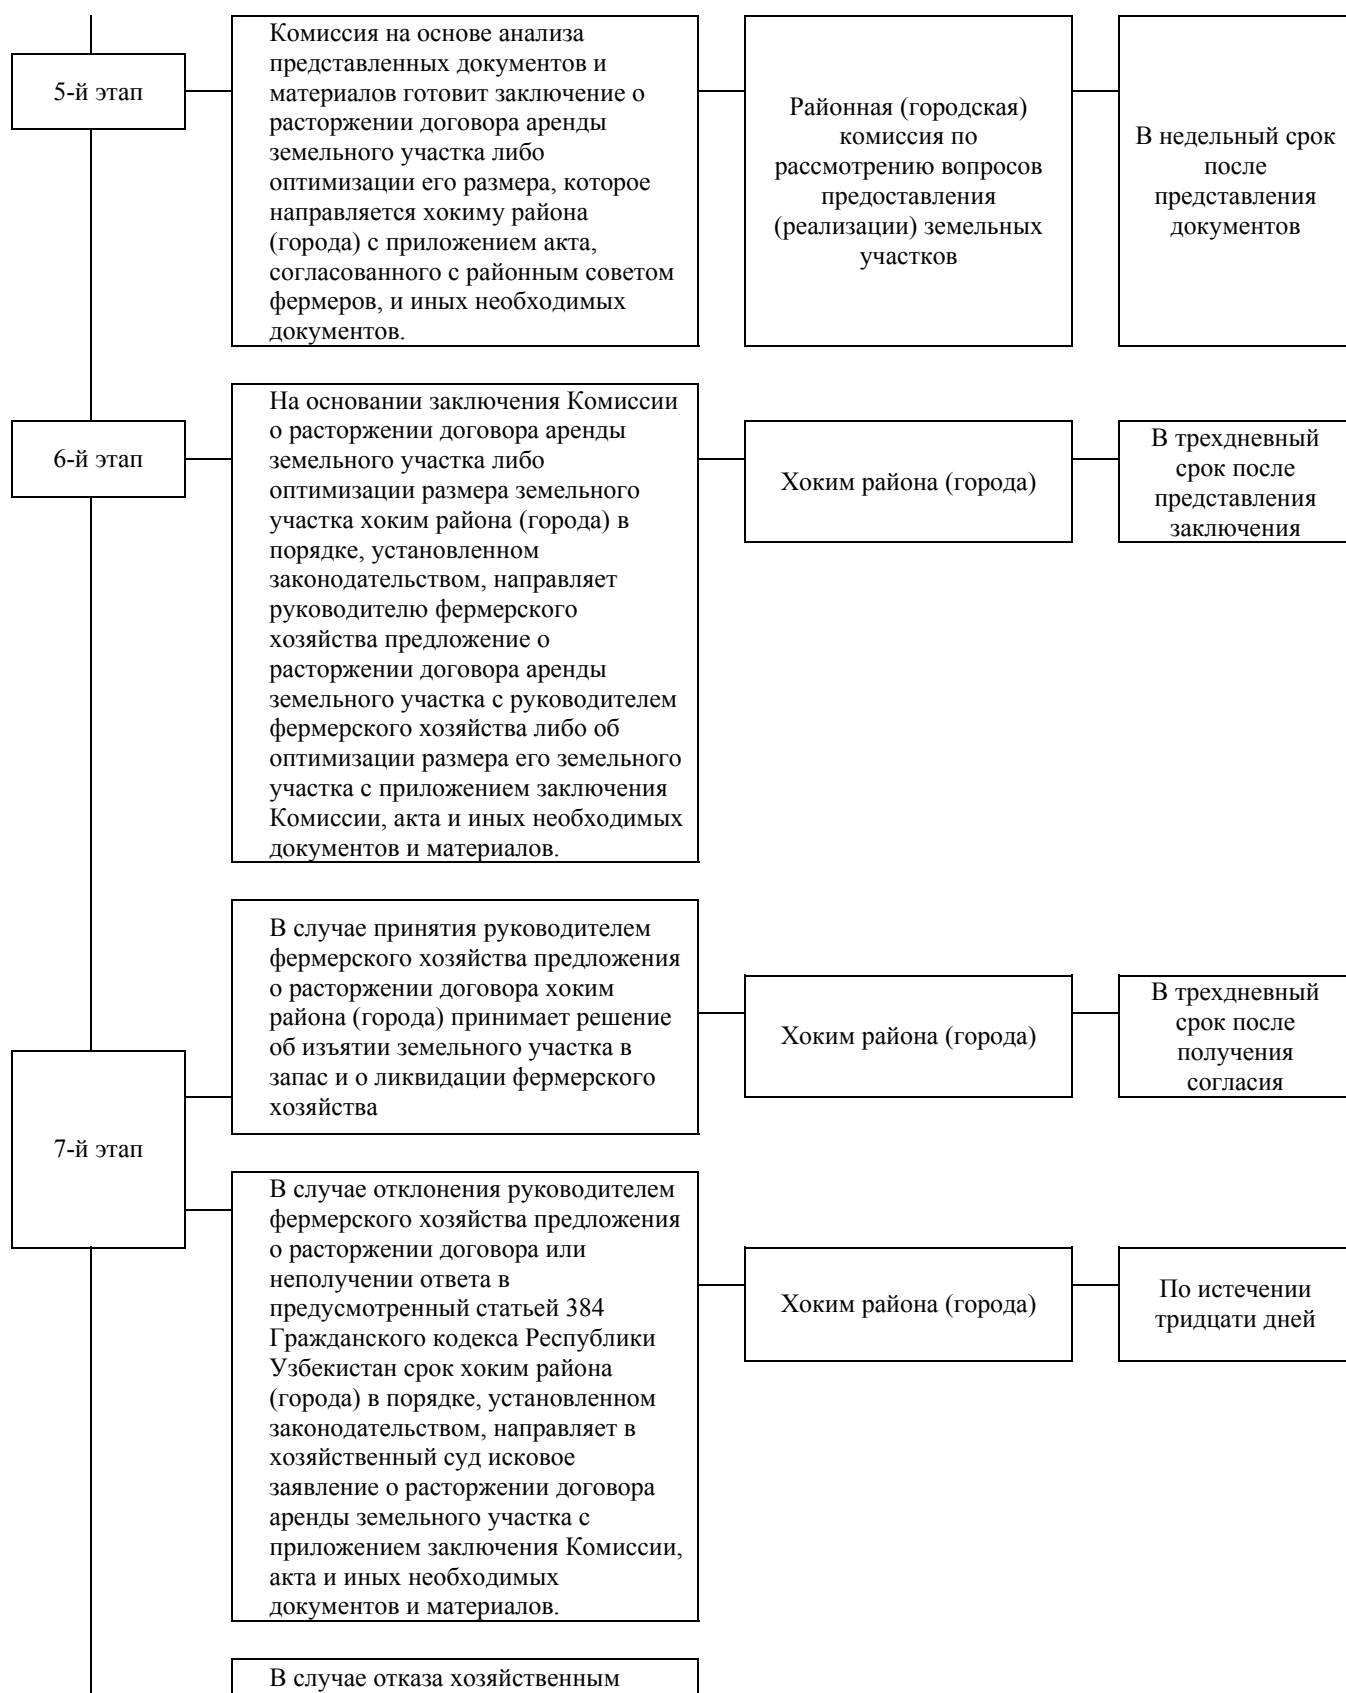 5-й этап
Комиссия на основе анализа
представленных документов и
материалов готовит заключение о
расторжении договора аренды
земельного участка либо
оптимизации его размера, которое
направляется хокиму района
(города) с приложением акта,
согласованного с районным советом
фермеров, и иных необходимых
документов.
Районная (городская)
комиссия по
рассмотрению вопросов
предоставления
(реализации) земельных
участков
В недельный срок
после
представления
документов
6-й этап
На основании заключения Комиссии
о расторжении договора аренды
земельного участка либо
оптимизации размера земельного
участка хоким района (города) в
порядке, установленном
законодательством, направляет
руководителю фермерского
хозяйства предложение о
расторжении договора аренды
земельного участка с руководителем
фермерского хозяйства либо об
оптимизации размера его земельного
участка с приложением заключения
Комиссии, акта и иных необходимых
документов и материалов.
Хоким района (города)
В трехдневный
срок после
представления
заключения
7-й этап
В случае принятия руководителем
фермерского хозяйства предложения
о расторжении договора хоким
района (города) принимает решение
об изъятии земельного участка в
запас и о ликвидации фермерского
хозяйства
Хоким района (города)
В трехдневный
срок после
получения
согласия
В случае отклонения руководителем
фермерского хозяйства предложения
о расторжении договора или
неполучении ответа в
предусмотренный статьей 384
Гражданского кодекса Республики
Узбекистан срок хоким района
(города) в порядке, установленном
законодательством, направляет в
хозяйственный суд исковое
заявление о расторжении договора
аренды земельного участка с
приложением заключения Комиссии,
акта и иных необходимых
документов и материалов.
Хоким района (города)
По истечении
тридцати дней
В случае отказа хозяйственным